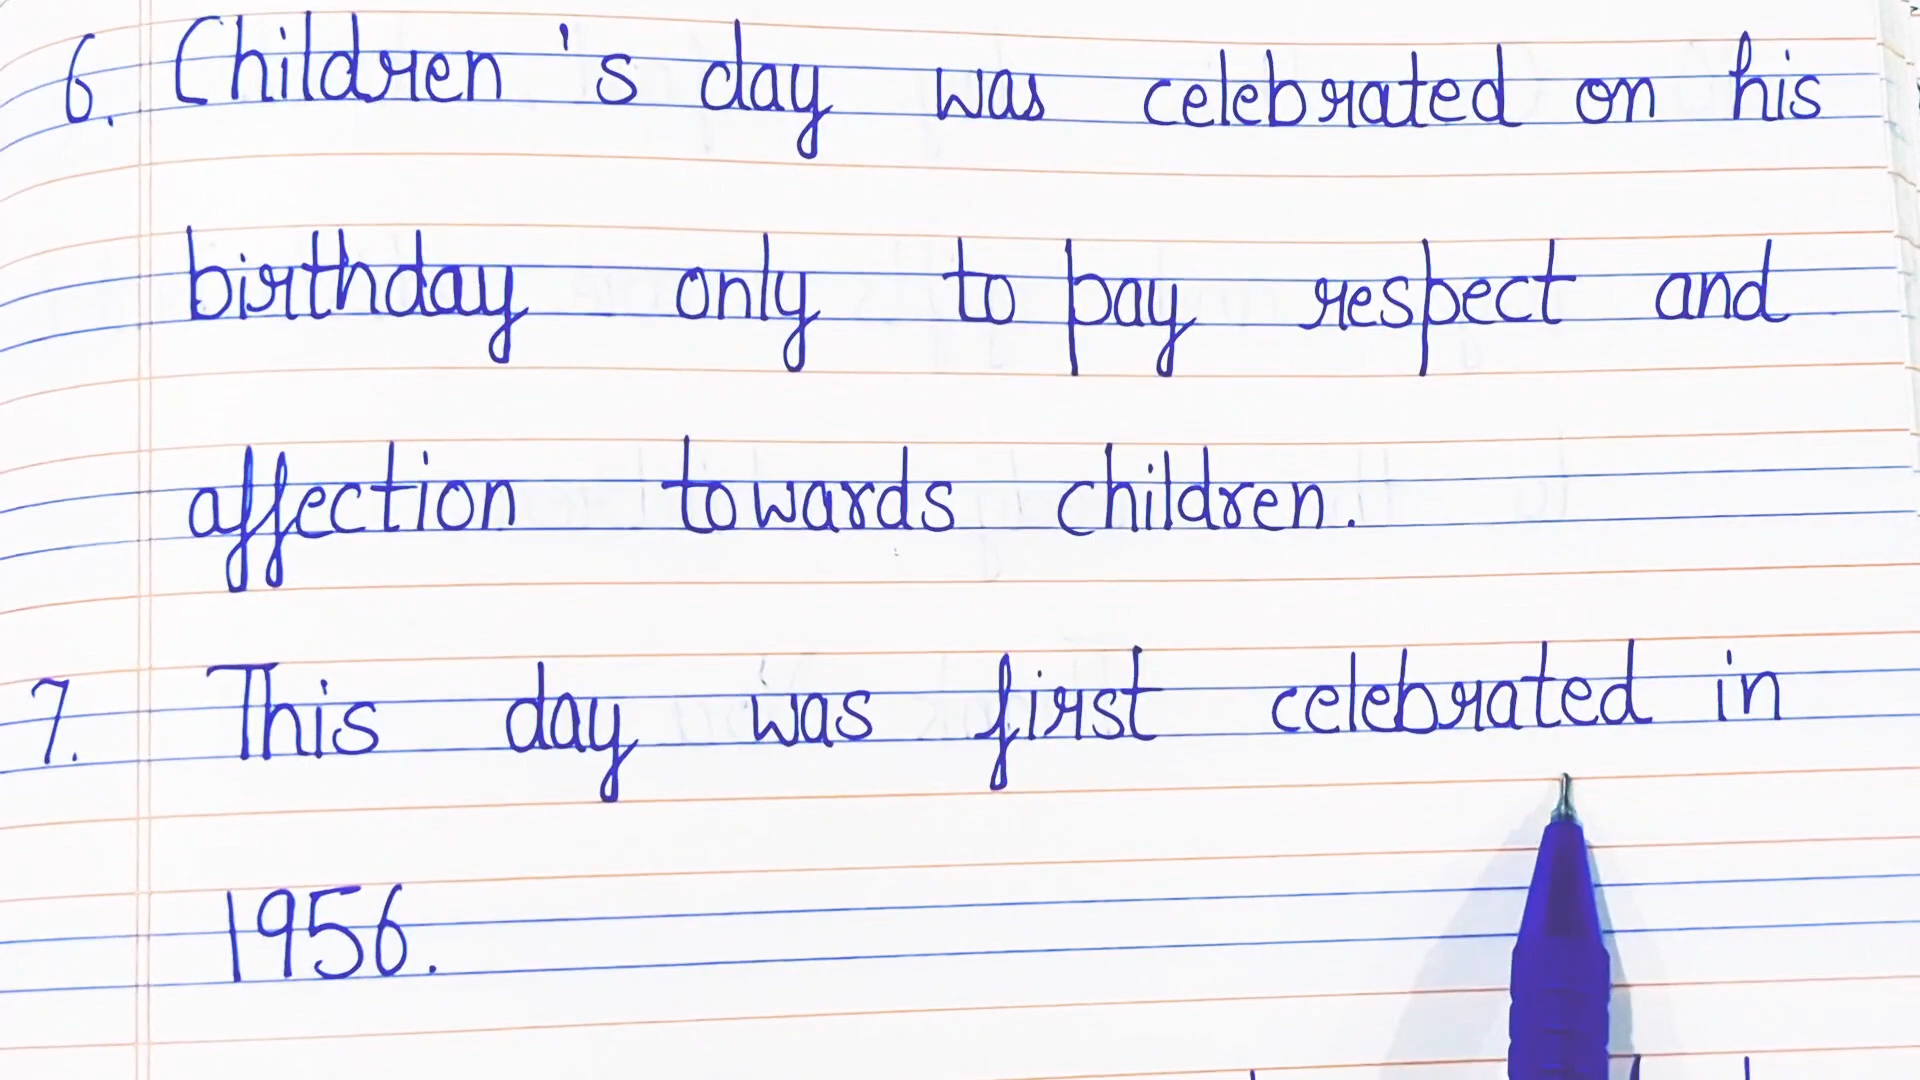 6. Children's day was celebrated on his
birthday only to pay respect and
affection towards children.
7. This day was first celebrated in
1956.